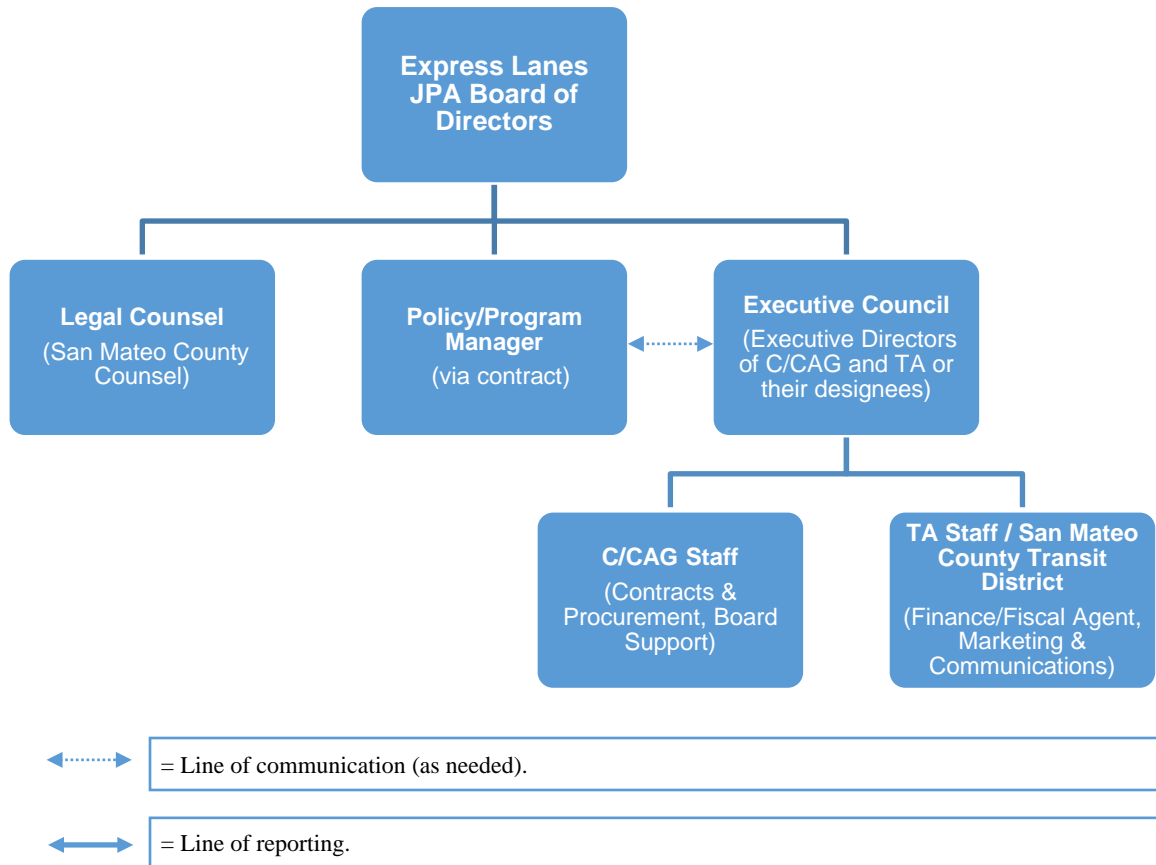 Express Lanes
JPA Board of
Directors
Legal Counsel
(San Mateo County
Counsel)
Policy/Program
Manager
(via contract)
Executive Council
(Executive Directors
of C/CAG and TA or
their designees)
C/CAG Staff
(Contracts &
Procurement, Board
Support)
TA Staff / San Mateo
County Transit
District
(Finance/Fiscal Agent,
Marketing &
Communications)
= Line of communication (as needed).
= Line of reporting.